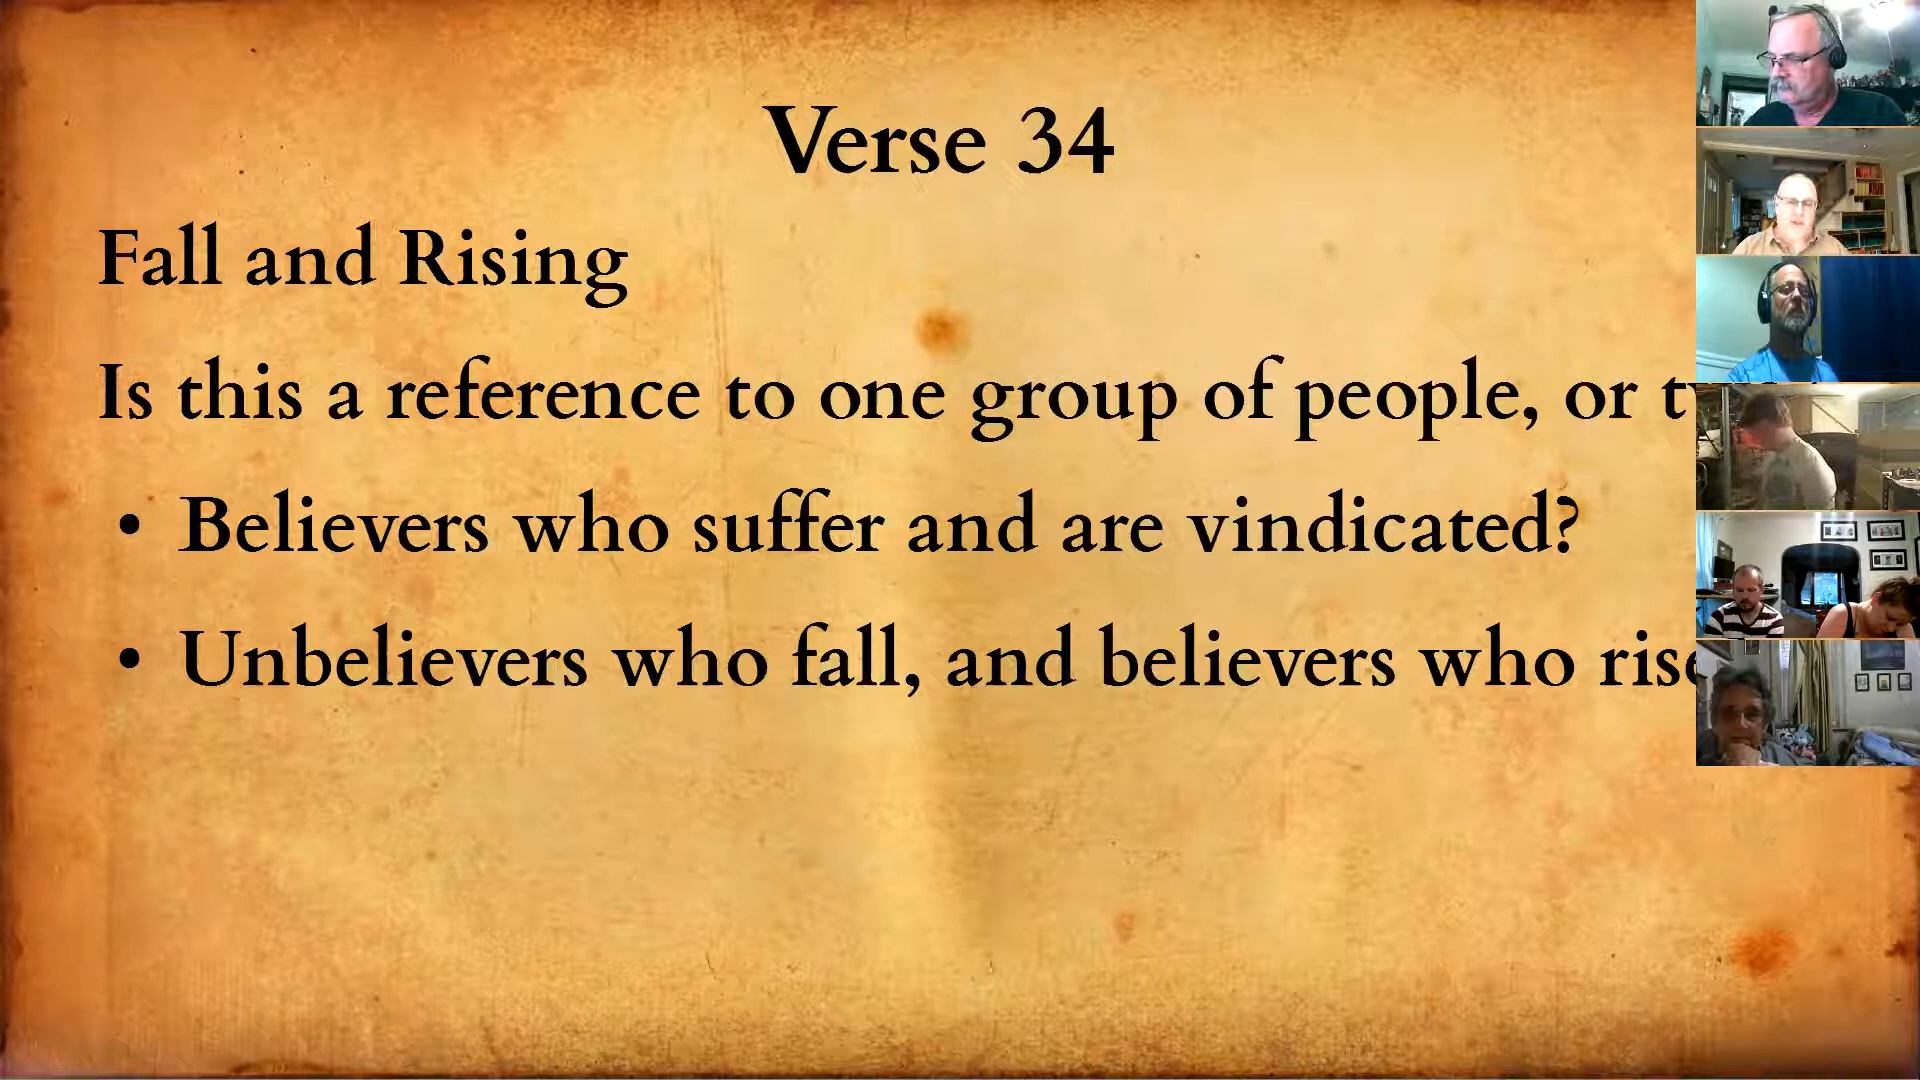 Verse 34
Fall and Rising
Is this a reference to one group of people, or
• Believers who suffer and are vindicated?
• Unbelievers who fall, and believers who